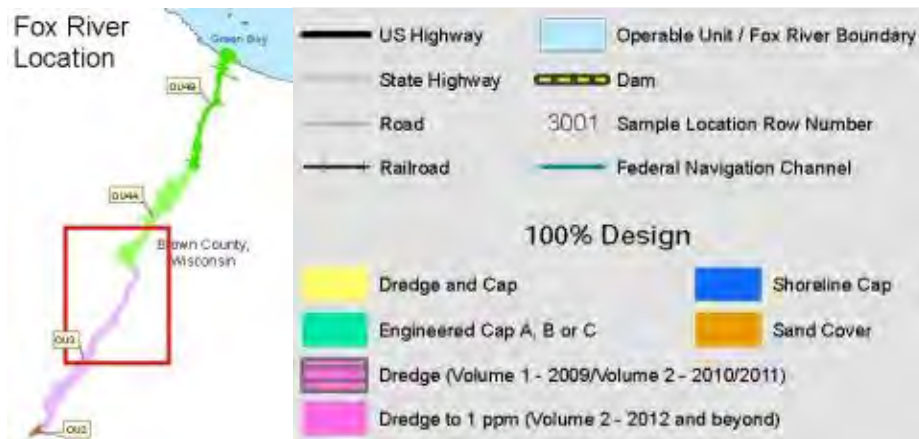 Fox River
Location
Green Bay
OU4B
OU4A
Brown County,
Wisconsin
OU3
OU2
US Highway
Operable Unit / Fox River Boundary
State Highway
Dam
Road
3001 Sample Location Row Number
Railroad
Federal Navigation Channel
100% Design
Dredge and Cap
Shoreline Cap
Engineered Cap A, B or C
Sand Cover
Dredge (Volume 1 - 2009/Volume 2 - 2010/2011)
Dredge to 1 ppm (Volume 2 - 2012 and beyond)